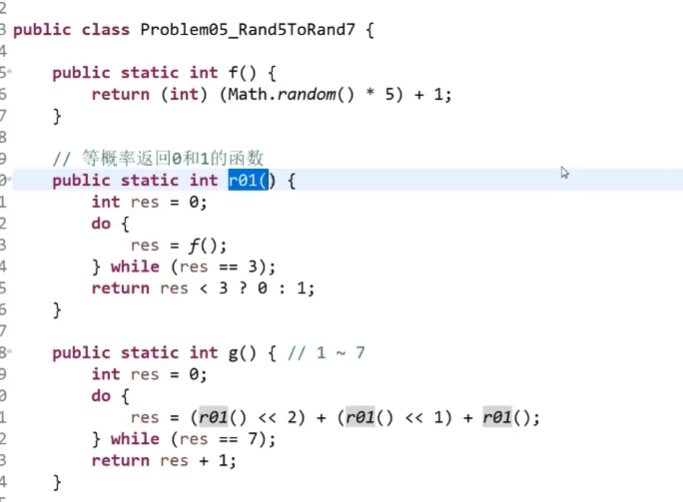 2
3 public class Problem05_Rand5ToRand7 {
4
5 public static int f() {
6 return (int) (Math.random() * 5) + 1;
7 }
8
9 // 等概率返回0和1的函数
0 public static int r01() {
1 int res = 0;
2 do {
3 res = f();
4 } while (res == 3);
5 return res < 3 ? 0 : 1;
6 }
7
8 public static int g() { // 1 ~ 7
9 int res = 0;
0 do {
1 res = (r01() << 2) + (r01() << 1) + r01();
2 } while (res == 7);
3 return res + 1;
4 }